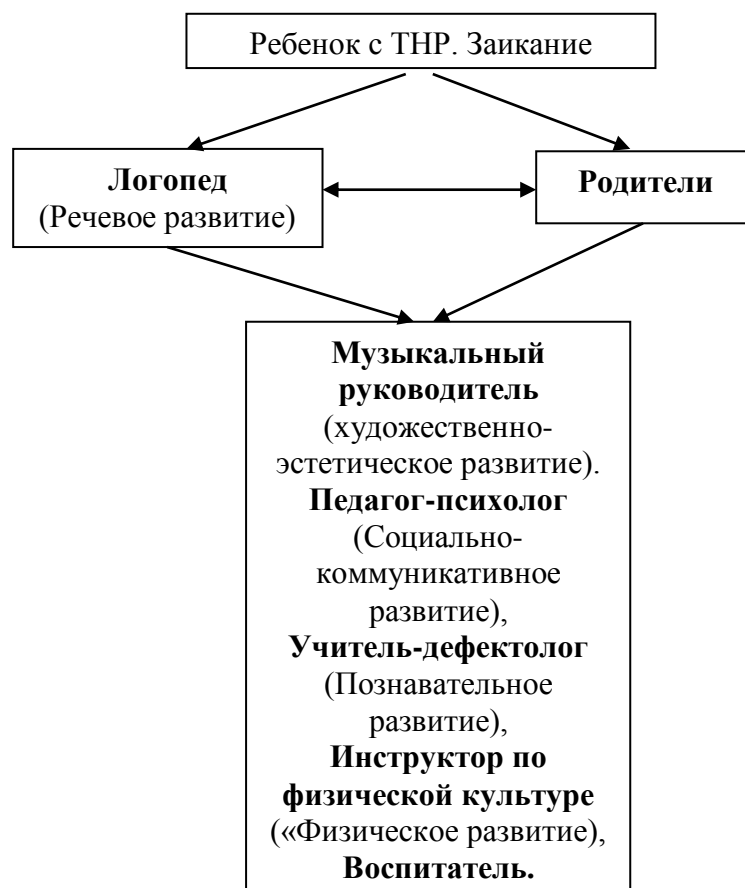 Ребенок с ТНР. Заикание
Логопед
(Речевое развитие)
Родители
Музыкальный
руководитель
(художественно-
эстетическое развитие).
Педагог-психолог
(Социально-
коммуникативное
развитие),
Учитель-дефектолог
(Познавательное
развитие),
Инструктор по
физической культуре
(«Физическое развитие),
Воспитатель.